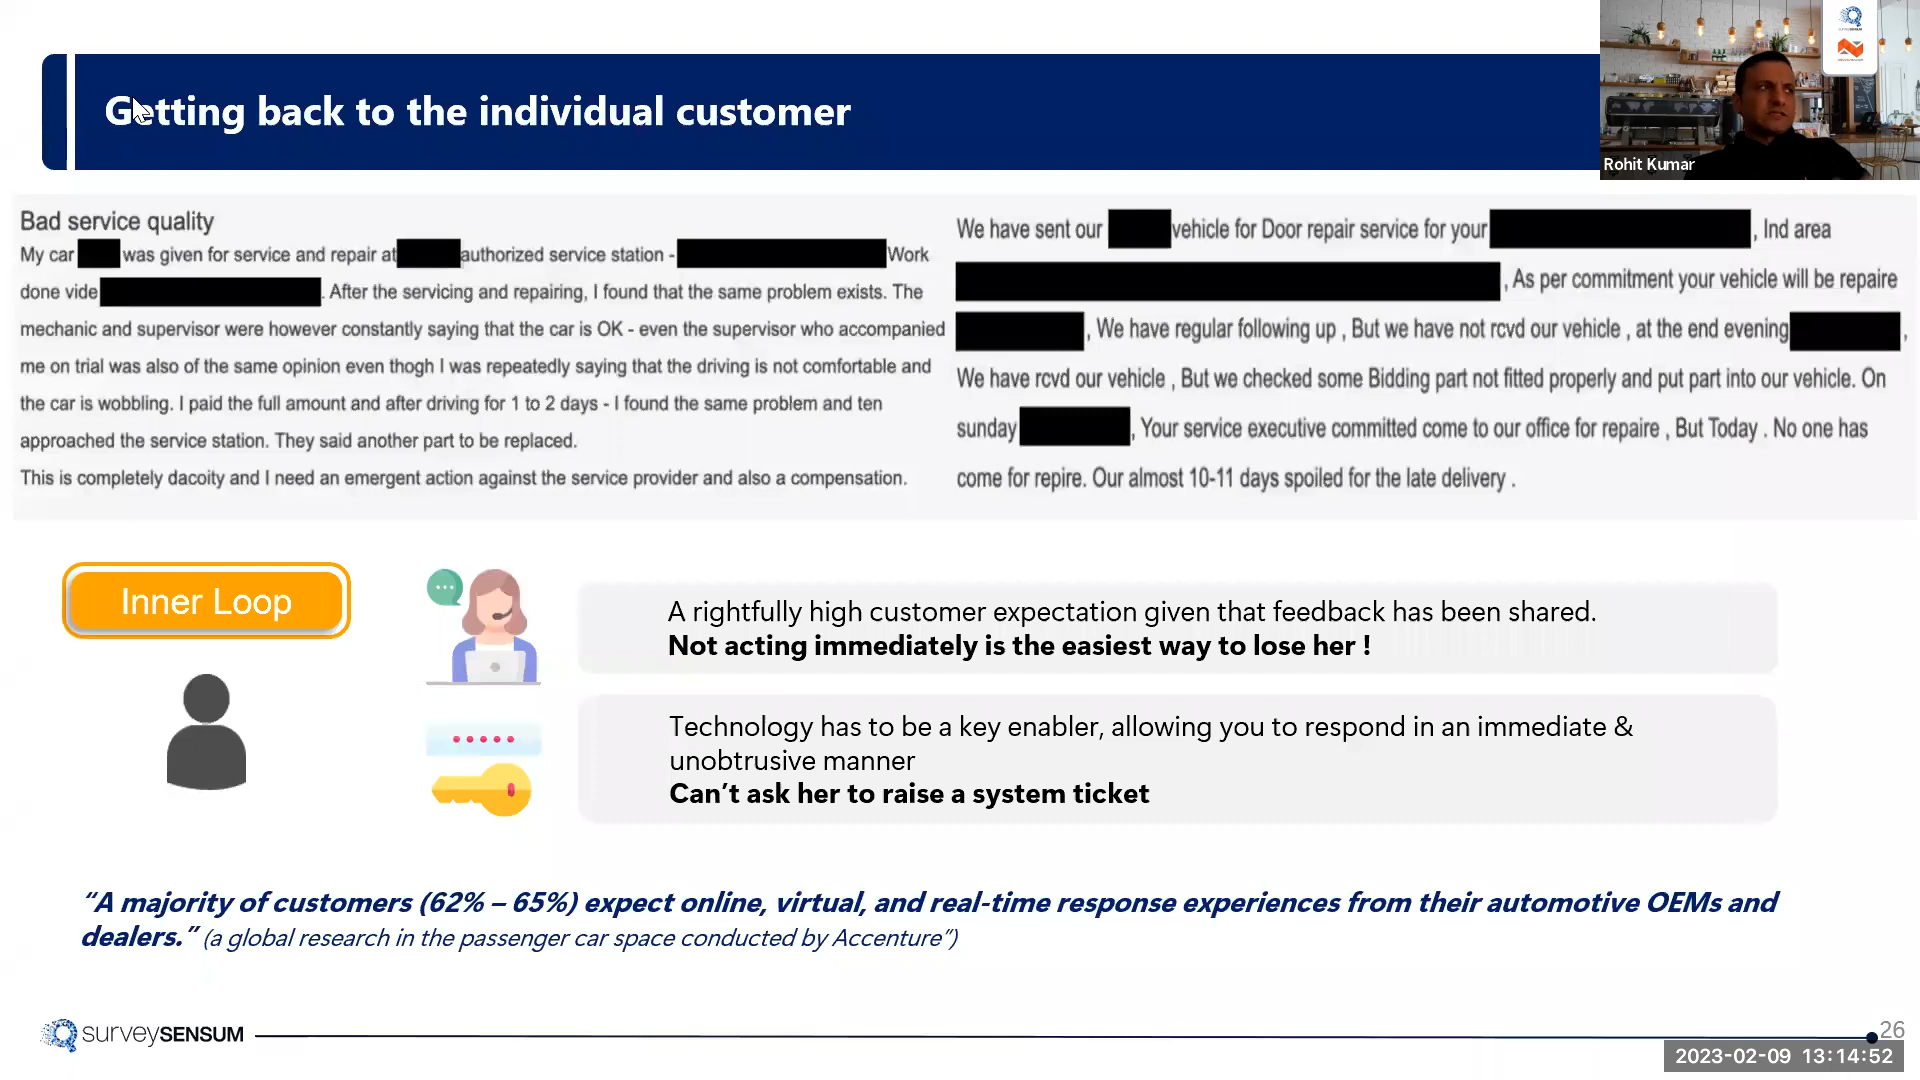 Getting back to the individual customer
Rohit Kumar
Bad service quality
My car was given for service and repair at authorized service station - Work
done vide . After the servicing and repairing, I found that the same problem exists. The
mechanic and supervisor were however constantly saying that the car is OK - even the supervisor who accompanied
me on trial was also of the same opinion even thogh I was repeatedly saying that the driving is not comfortable and
the car is wobbling. I paid the full amount and after driving for 1 to 2 days - I found the same problem and ten
approached the service station. They said another part to be replaced.
This is completely dacoity and I need an emergent action against the service provider and also a compensation.
We have sent our vehicle for Door repair service for your , Ind area
, As per commitment your vehicle will be repaire
, We have regular following up , But we have not rcvd our vehicle , at the end evening ,
We have rcvd our vehicle , But we checked some Bidding part not fitted properly and put part into our vehicle. On
sunday , Your service executive committed come to our office for repaire , But Today . No one has
come for repire. Our almost 10-11 days spoiled for the late delivery .
Inner Loop
A rightfully high customer expectation given that feedback has been shared.
Not acting immediately is the easiest way to lose her !
Technology has to be a key enabler, allowing you to respond in an immediate &
unobtrusive manner
Can't ask her to raise a system ticket
“A majority of customers (62% – 65%) expect online, virtual, and real-time response experiences from their automotive OEMs and
dealers.” (a global research in the passenger car space conducted by Accenture”)
surveySENSUM
26
2023-02-09 13:14:52